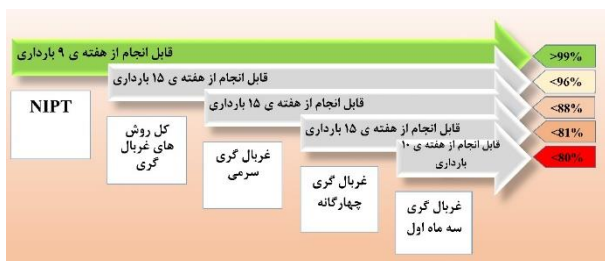 قابل انجام از هفته ی ۹ بارداری
>99%
قابل انجام از هفته ی ۱۵ بارداری
<96%
قابل انجام از هفته ی ۱۵ بارداری
<88%
قابل انجام از هفته ی ۱۵ بارداری
<81%
قابل انجام از هفته ی ۱۰
بارداری
<80%
NIPT
کل روش
های غربال
گری
غربال گری
سرمی
غربال گری
چهارگانه
غربال گری
سه ماه اول